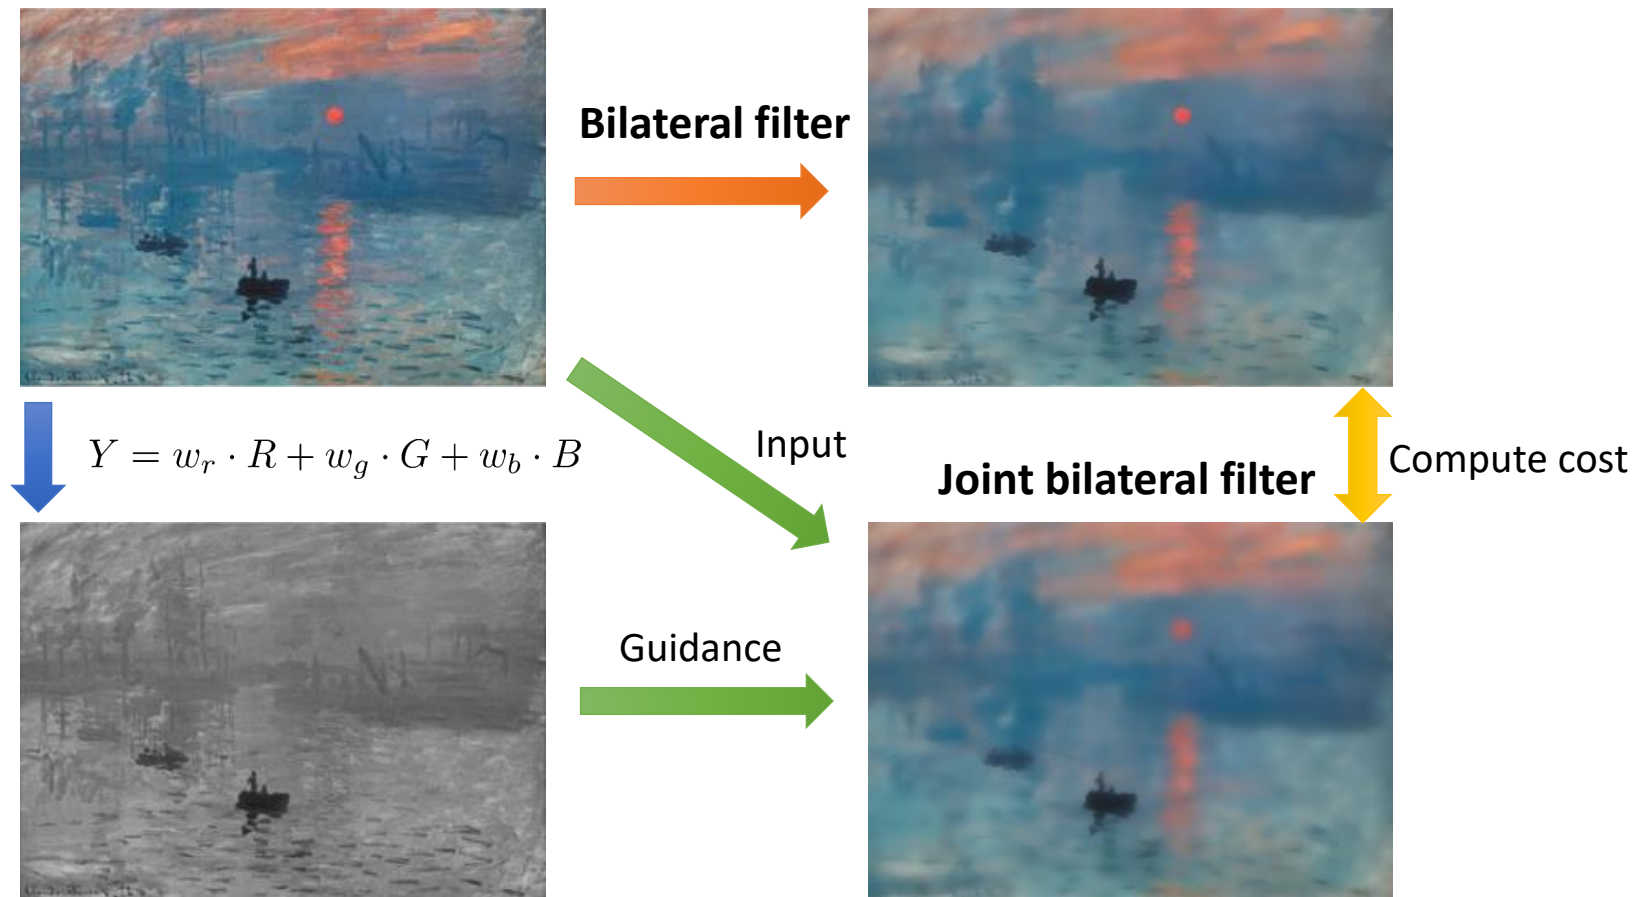 Bilateral filter
Y = w_r · R + w_g · G + w_b · B
Input
Joint bilateral filter
Compute cost
Guidance